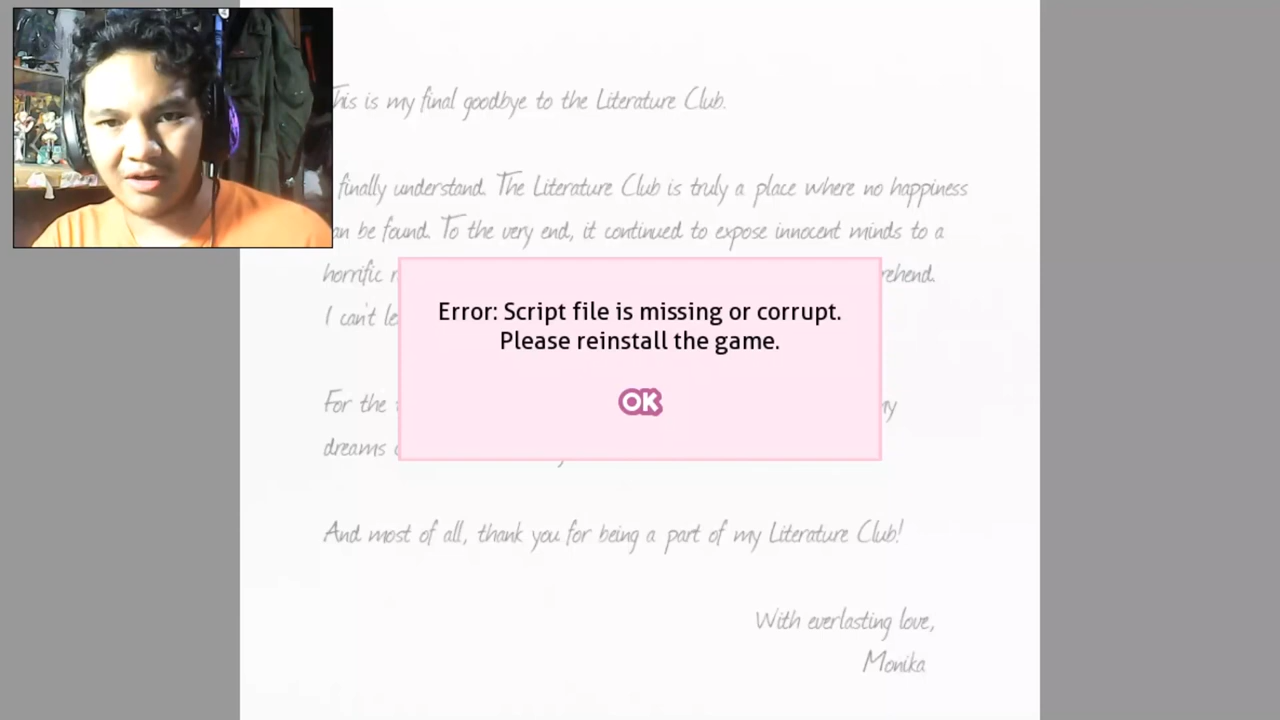 his is my final goodbye to the Literature Club.
finally understand. The Literature Club is truly a place where no happiness
an be found. To the very end, it continued to expose innocent minds to a
horrific
I can't
Error: Script file is missing or corrupt.
Please reinstall the game.
OK
For the
dreams
And most of all, thank you for being a part of my Literature Club!
With everlasting love,
Monika